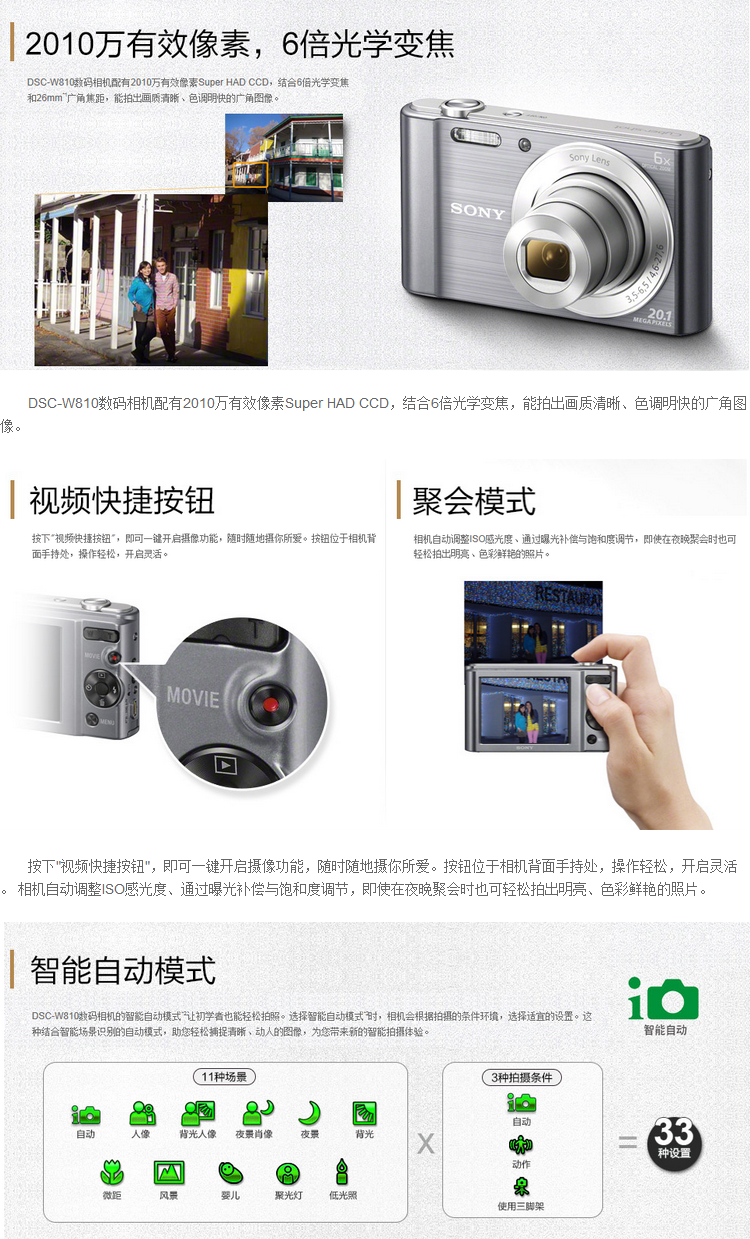 2010万有效像素，6倍光学变焦
DSC-W810数码相机配有2010万有效像素Super HAD CCD，结合6倍光学变焦
和26mm广角焦距，能拍出画质清晰、色调明快的广角图像。
Sony Lens
6x
SONY
3,5-6,5/4,6-27,6
20.1
MEGA PIXELS
DSC-W810数码相机配有2010万有效像素Super HAD CCD，结合6倍光学变焦，能拍出画质清晰、色调明快的广角图
像。
视频快捷按钮
按下"视频快捷按钮"，即可一键开启摄像功能，随时随地摄你所爱。按钮位于相机背
面手持处，操作轻松，开启灵活。
MOVIE
MENU
MOVIE
聚会模式
相机自动调整ISO感光度、通过曝光补偿与饱和度调节，即使在夜晚聚会时也可
轻松拍出明亮、色彩鲜艳的照片。
RESTAURAN
SONY
按下"视频快捷按钮"，即可一键开启摄像功能，随时随地摄你所爱。按钮位于相机背面手持处，操作轻松，开启灵活
。相机自动调整ISO感光度、通过曝光补偿与饱和度调节，即使在夜晚聚会时也可轻松拍出明亮、色彩鲜艳的照片。
智能自动模式
DSC-W810数码相机的智能自动模式让初学者也能轻松拍照。选择智能自动模式时，相机会根据拍摄的条件环境，选择适宜的设置。这
种结合智能场景识别的自动模式，助您轻松捕捉清晰、动人的图像，为您带来新的智能拍摄体验。
智能自动
11种场景
自动 人像 背光人像 夜景肖像 夜景 背光
微距 风景 婴儿 聚光灯 低光照
X
3种拍摄条件
自动
动作
使用三脚架
=
33
种设置